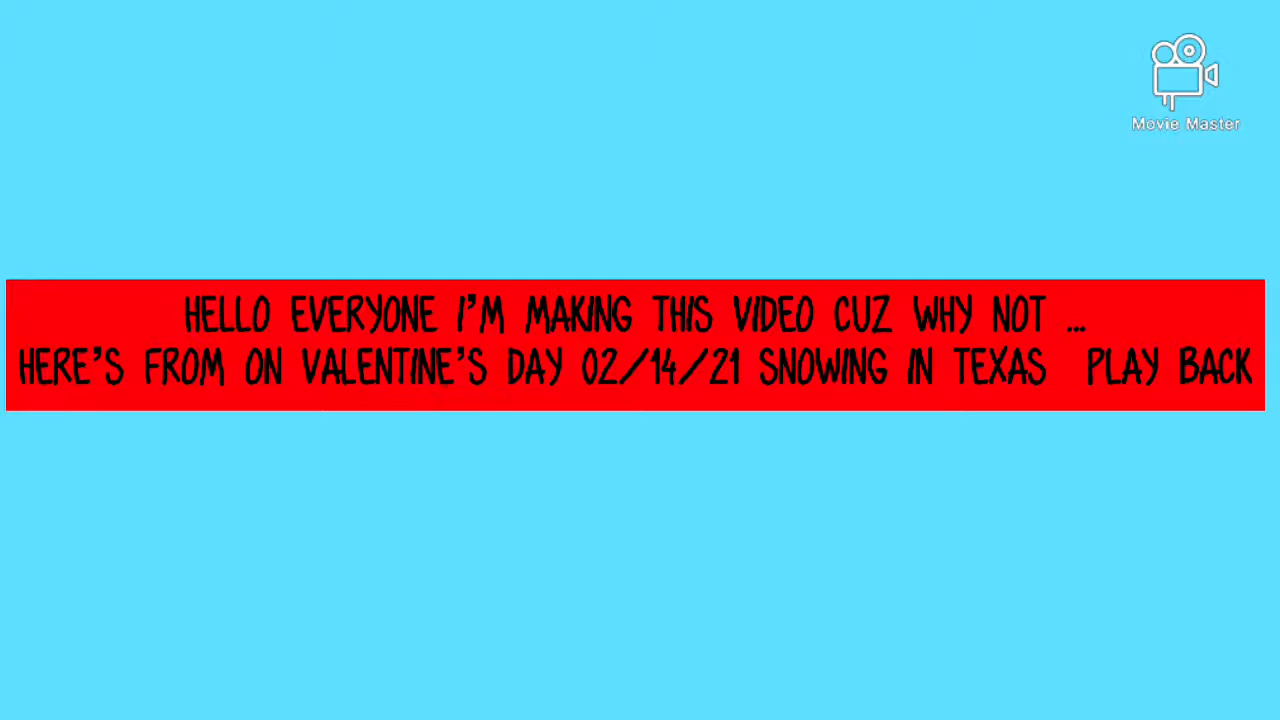 Movie Master
HELLO EVERYONE I'M MAKING THIS VIDEO CUZ WHY NOT ...
HERE'S FROM ON VALENTINE'S DAY 02/14/21 SNOWING IN TEXAS PLAY BACK